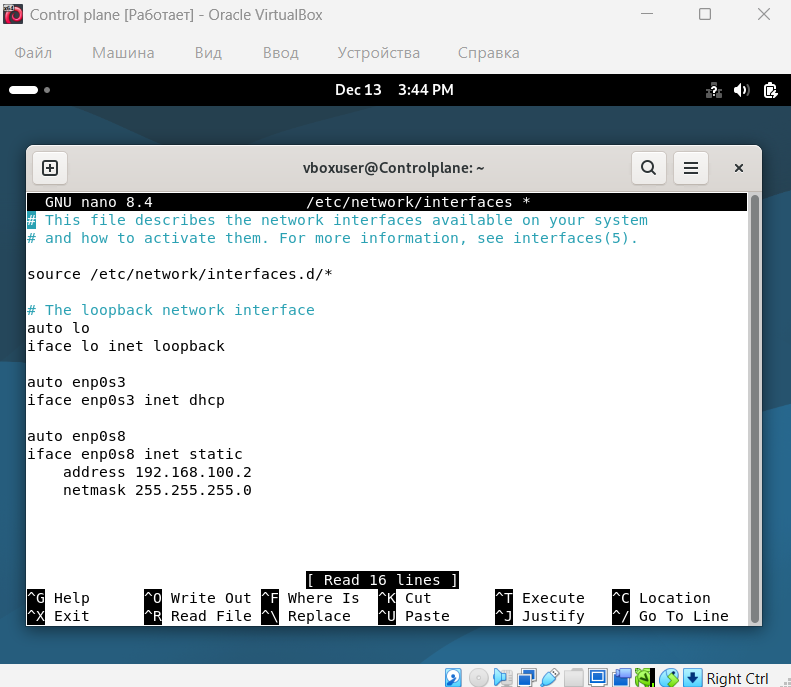 Control plane [Работает] - Oracle VirtualBox
Файл Машина Вид Ввод Устройства Справка
Dec 13 3:44 PM
vboxuser@Controlplane: ~
GNU nano 8.4 /etc/network/interfaces *
# This file describes the network interfaces available on your system
# and how to activate them. For more information, see interfaces(5).
source /etc/network/interfaces.d/*
# The loopback network interface
auto lo
iface lo inet loopback
auto enp0s3
iface enp0s3 inet dhcp
auto enp0s8
iface enp0s8 inet static
address 192.168.100.2
netmask 255.255.255.0
[ Read 16 lines ]
^G Help ^O Write Out ^F Where Is ^K Cut ^T Execute ^C Location
^X Exit ^R Read File ^\ Replace ^U Paste ^J Justify ^/ Go To Line
Right Ctrl